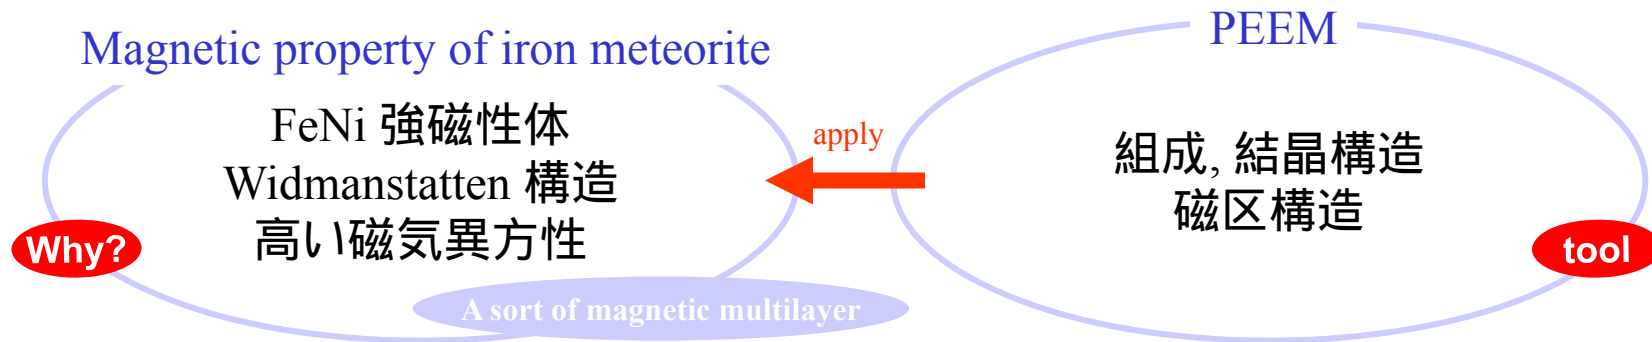 Magnetic property of iron meteorite
FeNi 強磁性体
Widmanstatten 構造
高い磁気異方性
Why?
A sort of magnetic multilayer
apply
PEEM
組成, 結晶構造
磁区構造
tool